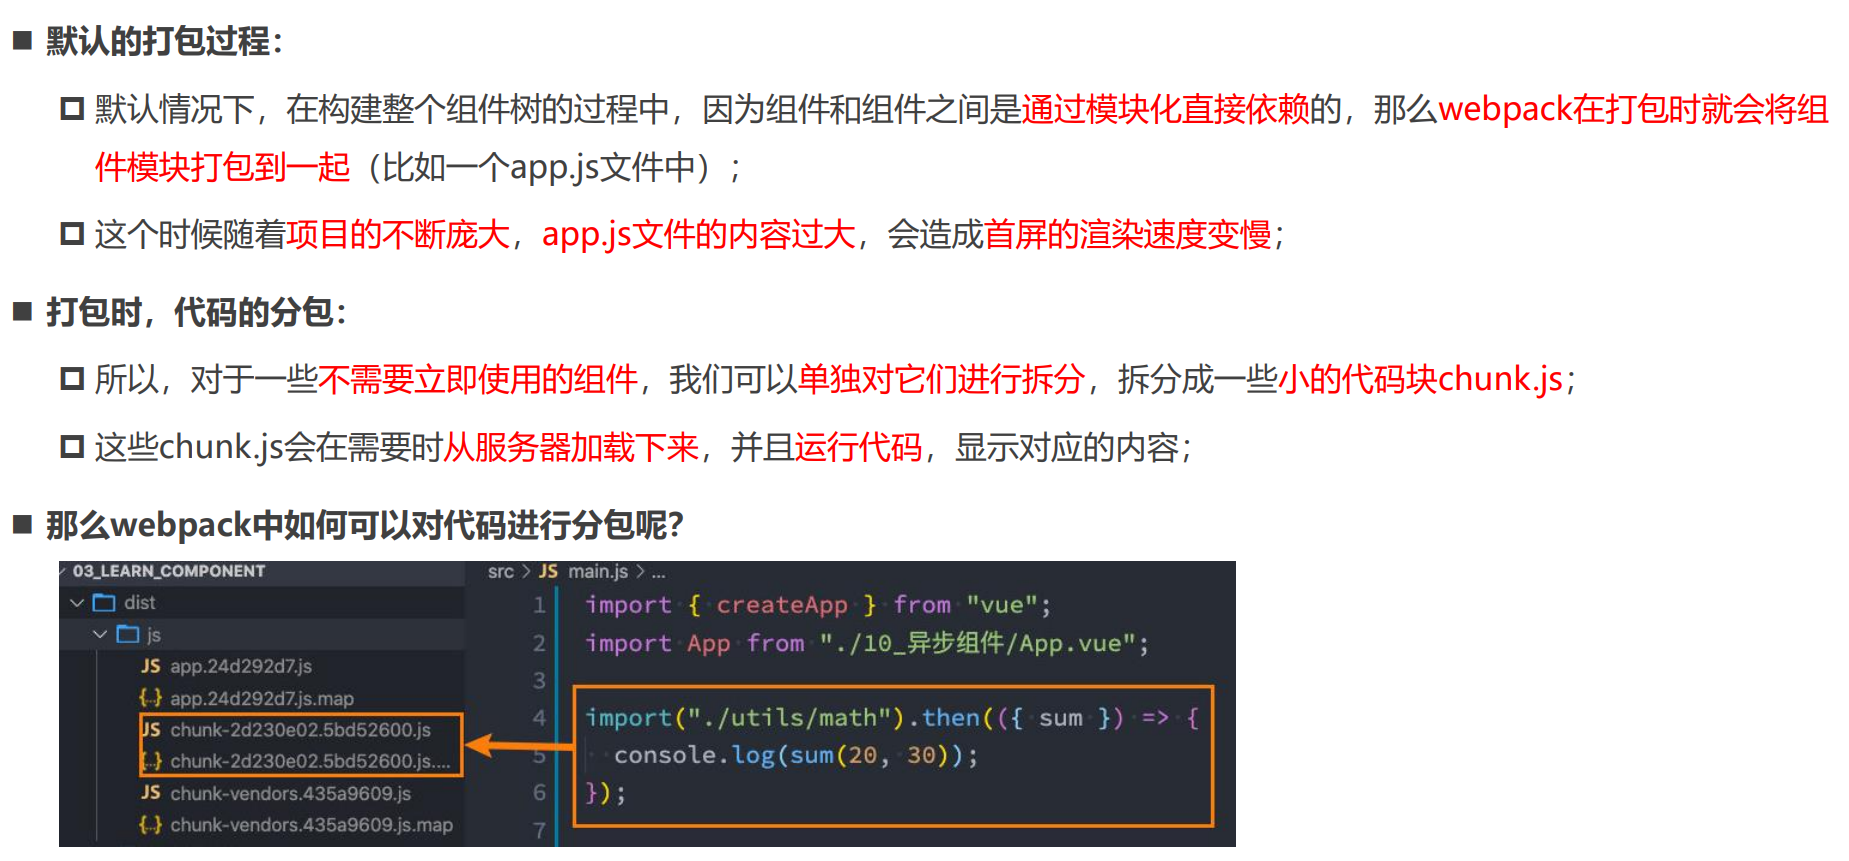 默认的打包过程：
默认情况下，在构建整个组件树的过程中，因为组件和组件之间是通过模块化直接依赖的，那么webpack在打包时就会将组
件模块打包到一起（比如一个app.js文件中）；
这个时候随着项目的不断庞大，app.js文件的内容过大，会造成首屏的渲染速度变慢；
打包时，代码的分包：
所以，对于一些不需要立即使用的组件，我们可以单独对它们进行拆分，拆分成一些小的代码块chunk.js；
这些chunk.js会在需要时从服务器加载下来，并且运行代码，显示对应的内容；
那么webpack中如何可以对代码进行分包呢？
03_LEARN_COMPONENT
dist
js
JS app.24d292d7.js
{..} app.24d292d7.js.map
JS chunk-2d230e02.5bd52600.js
{..} chunk-2d230e02.5bd52600.js....
JS chunk-vendors.435a9609.js
{..} chunk-vendors.435a9609.js.map
src > JS main.js > ...
1 import { createApp } from "vue";
2 import App from "./10_异步组件/App.vue";
3
4 import("./utils/math").then(({ sum }) => {
5 console.log(sum(20, 30));
6 });
7